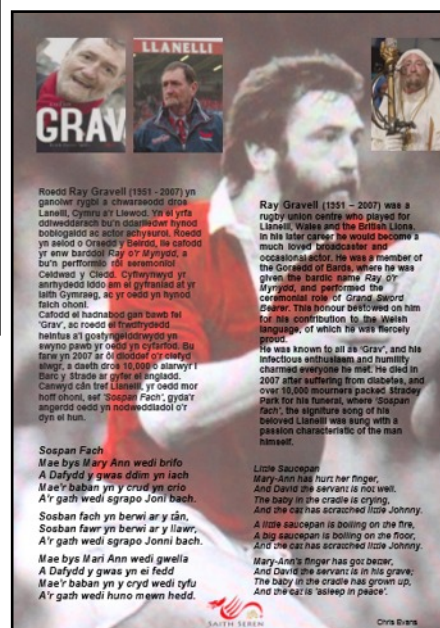 GRAV
LLANELLI
Roedd Ray Gravell (1951 - 2007) yn
ganolwr rygbi a chwaraeodd dros
Lanelli, Cymru a'r Llewod. Yn ei yrfa
ddiweddarach bu'n ddarlledwr hynod
boblogaidd ac actor achlysurol. Roedd
yn aelod o Orsedd y Beirdd, lle cafodd
yr enw barddol Ray o'r Mynydd, a
bu'n perfformio rôl seremonïol
Ceidwad y Cledd. Cyflwynwyd yr
anrhydedd iddo am ei gyfraniad at yr
iaith Gymraeg, ac yr oedd yn hynod
falch ohoni.
Cafodd ei hadnabod gan bawb fel
'Grav', ac roedd ei frwdfrydedd
heintus a'i gostyngeiddrwydd yn
swyno pawb yr oedd yn cyfarfod. Bu
farw yn 2007 ar ôl dioddef o'r clefyd
siwgr, a daeth dros 10,000 o alarwyr i
Barc y Strade ar gyfer ei angladd.
Canwyd cân tref Llanelli, yr oedd mor
hoff ohoni, sef 'Sospan Fach', gyda'r
angerdd oedd yn nodweddiadol o'r
dyn ei hun.
Sospan Fach
Mae bys Mary Ann wedi brifo
A Dafydd y gwas ddim yn iach
Mae'r baban yn y crud yn crio
A'r gath wedi sgrapo Joni bach.
Sosban fach yn berwi ar y tân,
Sosban fawr yn berwi ar y llawr,
A'r gath wedi sgrapo Jonni bach.
Mae bys Mari Ann wedi gwella
A Dafydd y gwas yn ei fedd
Mae'r baban yn y cryd wedi tyfu
A'r gath wedi huno mewn hedd.
Ray Gravell (1951 – 2007) was a
rugby union centre who played for
Llanelli, Wales and the British Lions.
In his later career he would become a
much loved broadcaster and
occasional actor. He was a member of
the Gorsedd of Bards, where he was
given the bardic name Ray o'r
Mynydd, and performed the
ceremonial role of Grand Sword
Bearer. This honour bestowed on him
for his contribution to the Welsh
language, of which he was fiercely
proud.
He was known to all as 'Grav', and his
infectious enthusiasm and humility
charmed everyone he met. He died in
2007 after suffering from diabetes, and
over 10,000 mourners packed Stradey
Park for his funeral, where 'Sospan
fach', the signiture song of his
beloved Llanelli was sung with a
passion characteristic of the man
himself.
Little Saucepan
Mary-Ann has hurt her finger,
And David the servant is not well.
The baby in the cradle is crying,
And the cat has scratched little Johnny.
A little saucepan is boiling on the fire,
A big saucepan is boiling on the floor,
And the cat has scratched little Johnny.
Mary-Ann's finger has got better,
And David the servant is in his grave;
The baby in the cradle has grown up,
And the cat is 'asleep in peace'.
SAITH SEREN
Chris Evans